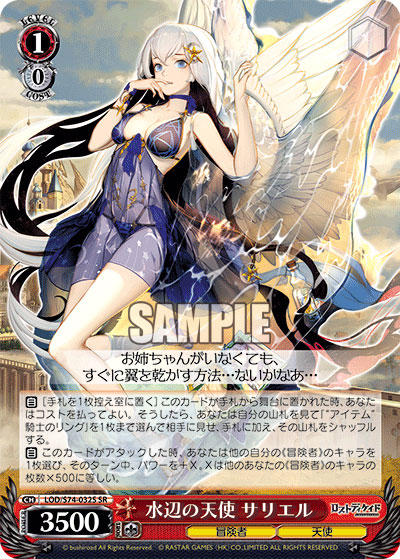 LEVEL
1
0
COST
SAMPLE
お姉ちゃんがいなくても、
すぐに翼を乾かす方法…ないかなあ…
自 ［手札を1枚控え室に置く］ このカードが手札から舞台に置かれた時、あなた
はコストを払ってよい。そうしたら、あなたは自分の山札を見て「“アイテム”
騎士のリング」を1枚まで選んで相手に見せ、手札に加え、その山札をシャッフル
する。
自 このカードがアタックした時、あなたは他の自分の《冒険者》のキャラを
1枚選び、そのターン中、パワーを＋X。Xは他のあなたの《冒険者》のキャラの
枚数×500に等しい。
CH LOD/S74-032S SR
3500
水辺の天使 サリエル
ロストディケイド
冒険者 天使
© bushiroad All Rights Reserved. © RASTAR GAMES (HK) CO., LIMITED ALL RIGHTS RESERVED.